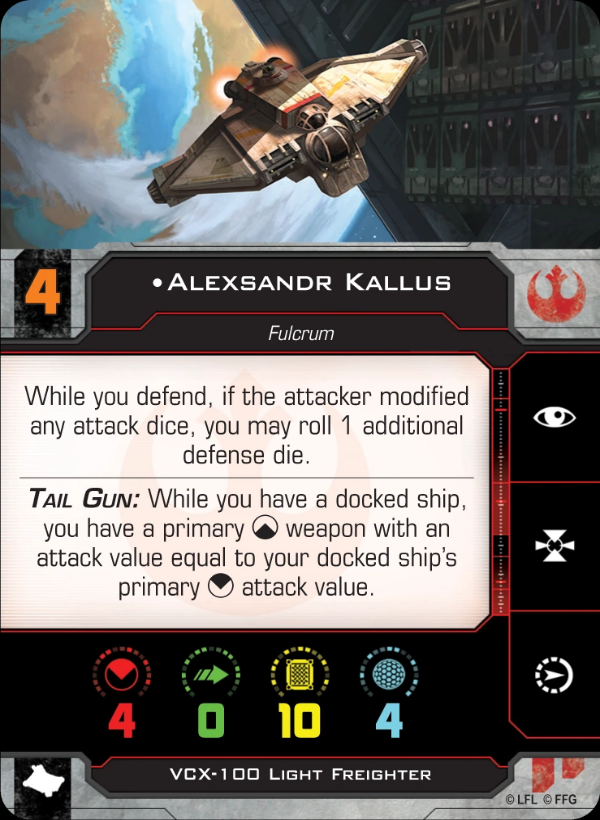 4
•Alexsandr Kallus
Fulcrum
While you defend, if the attacker modified
any attack dice, you may roll 1 additional
defense die.
Tail Gun: While you have a docked ship,
you have a primary weapon with an
attack value equal to your docked ship's
primary attack value.
4 0 10 4
VCX-100 Light Freighter
© LFL © FFG